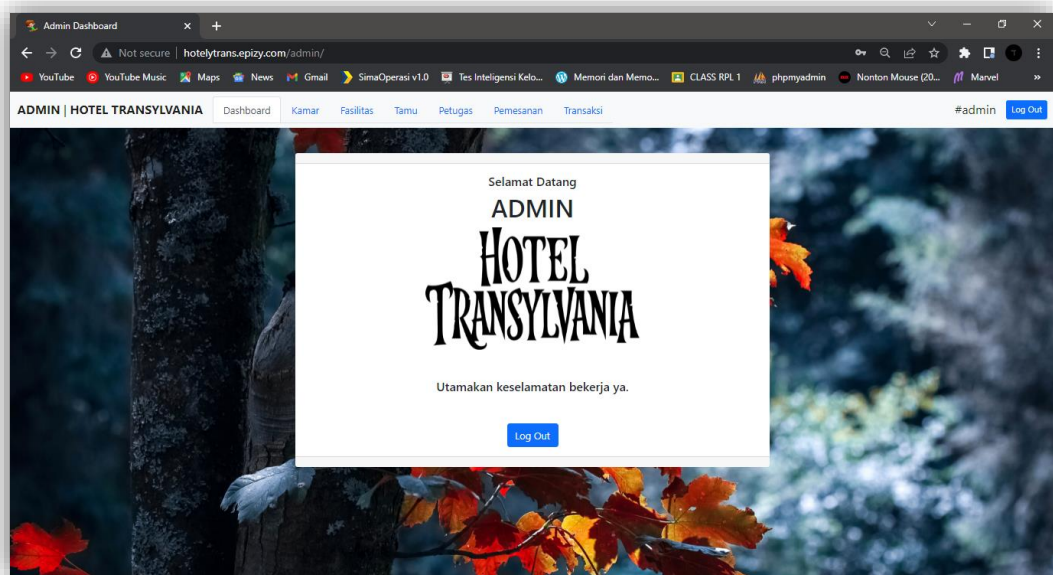 Admin Dashboard
Not secure | hotelytrans.epizy.com/admin/
YouTube YouTube Music Maps News Gmail SimaOperasi v1.0 Tes Inteligensi Kelo... Memori dan Memo... CLASS RPL 1 phpmyadmin Nonton Mouse (20... Marvel »
ADMIN | HOTEL TRANSYLVANIA Dashboard Kamar Fasilitas Tamu Petugas Pemesanan Transaksi #admin Log Out
Selamat Datang
ADMIN
HOTEL
TRANSYLVANIA
Utamakan keselamatan bekerja ya.
Log Out